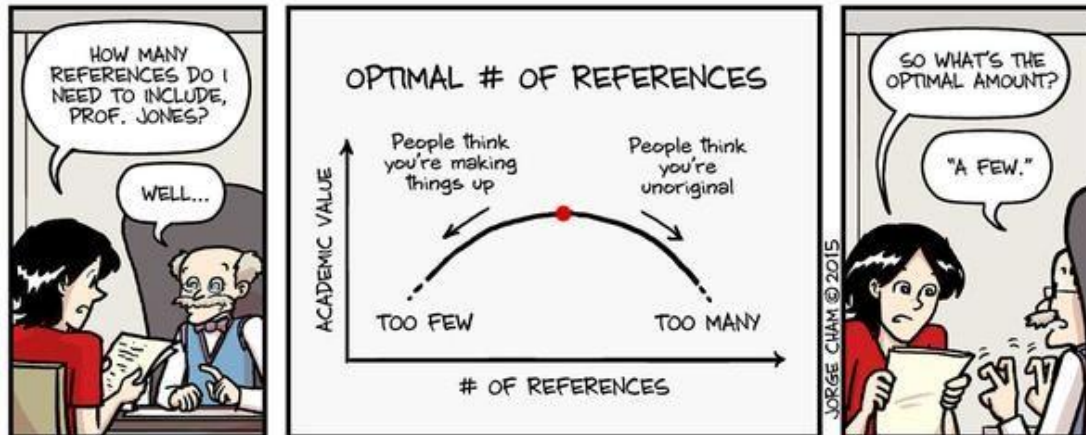 HOW MANY
REFERENCES DO I
NEED TO INCLUDE,
PROF. JONES?
WELL...
OPTIMAL # OF REFERENCES
People think
you're making
things up
People think
you're
unoriginal
ACADEMIC VALUE
TOO FEW
TOO MANY
# OF REFERENCES
SO WHAT'S THE
OPTIMAL AMOUNT?
"A FEW."
JORGE CHAM © 2015